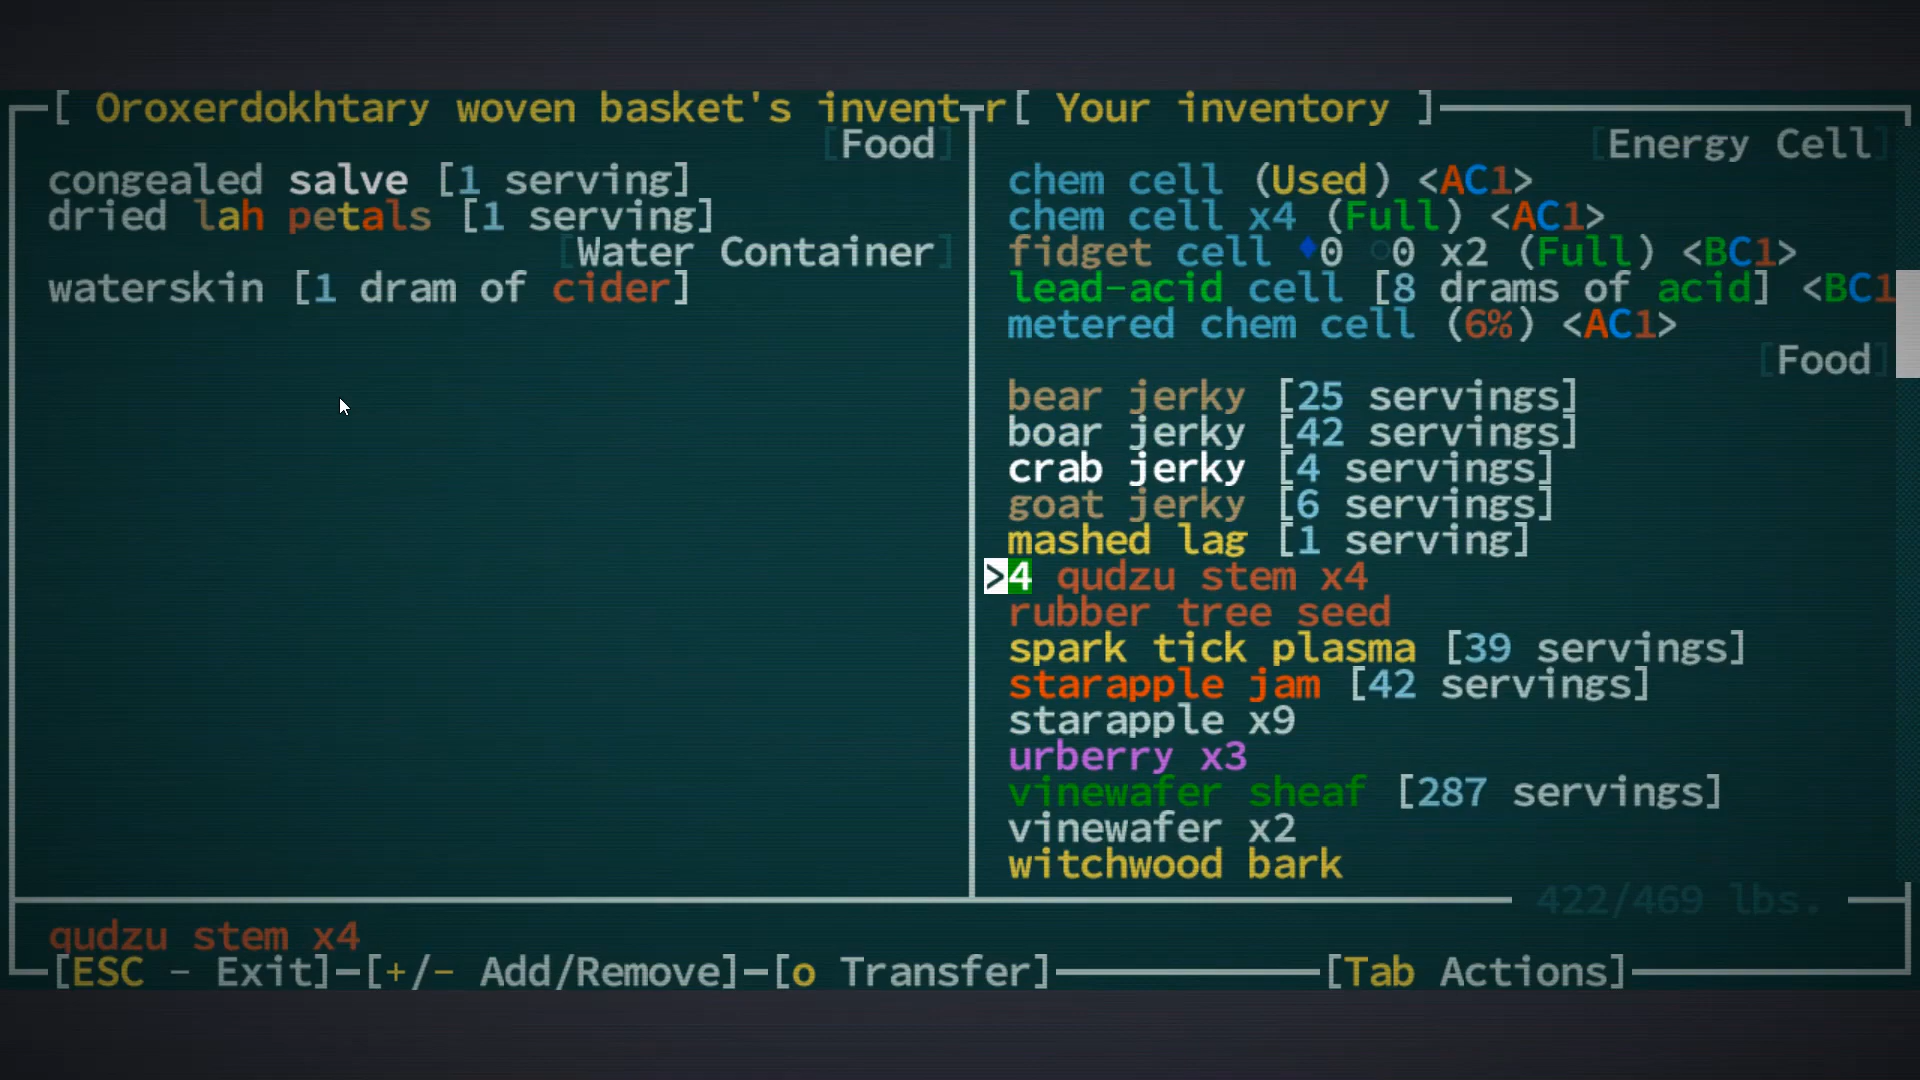 [ Oroxerdokhtary woven basket's invent r[ Your inventory ]
[Food]
congealed salve [1 serving]
dried lah petals [1 serving]
[Water Container]
waterskin [1 dram of cider]
[Energy Cell]
chem cell (Used) <AC1>
chem cell x4 (Full) <AC1>
fidget cell ♦0 ○0 x2 (Full) <BC1>
lead-acid cell [8 drams of acid] <BC1
metered chem cell (6%) <AC1>
[Food]
bear jerky [25 servings]
boar jerky [42 servings]
crab jerky [4 servings]
goat jerky [6 servings]
mashed lag [1 serving]
>4 qudzu stem x4
rubber tree seed
spark tick plasma [39 servings]
starapple jam [42 servings]
starapple x9
urberry x3
vinewafer sheaf [287 servings]
vinewafer x2
witchwood bark
422/469 lbs.
qudzu stem x4
[ESC - Exit]-[+/- Add/Remove]-[o Transfer] [Tab Actions]